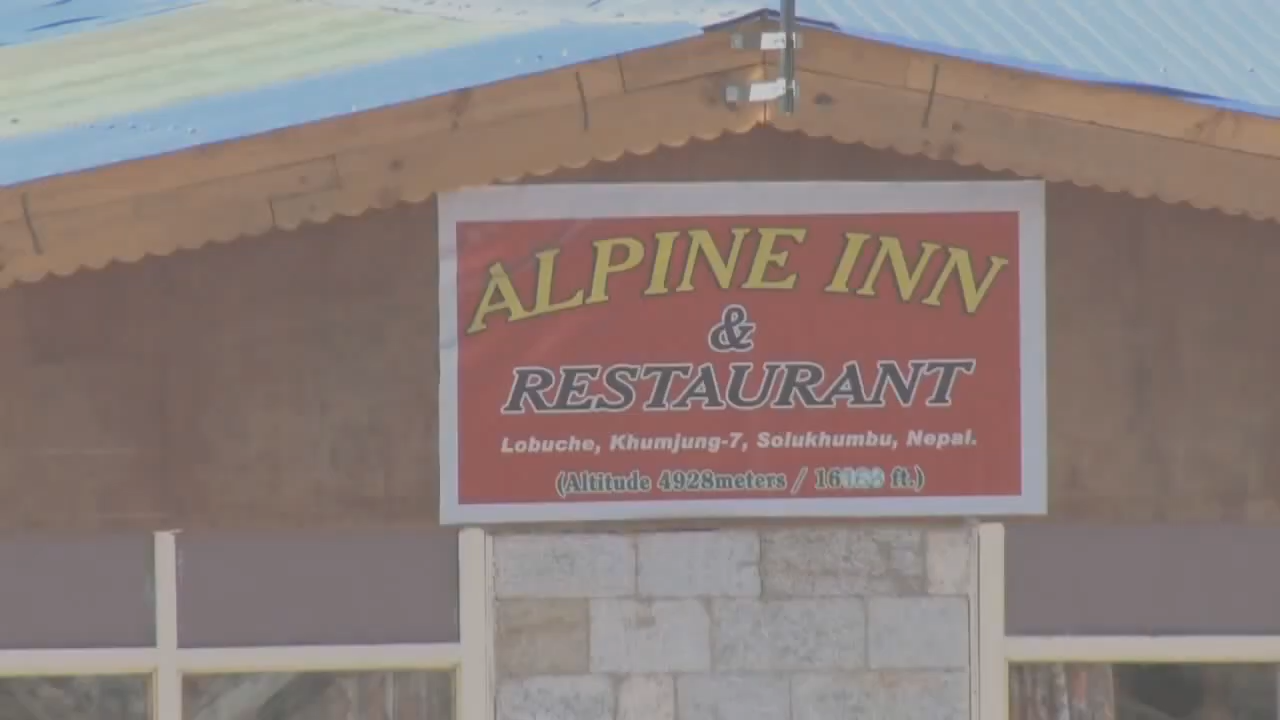 ALPINE INN
&
RESTAURANT
Lobuche, Khumjung-7, Solukhumbu, Nepal.
(Altitude 4928meters / ft.)